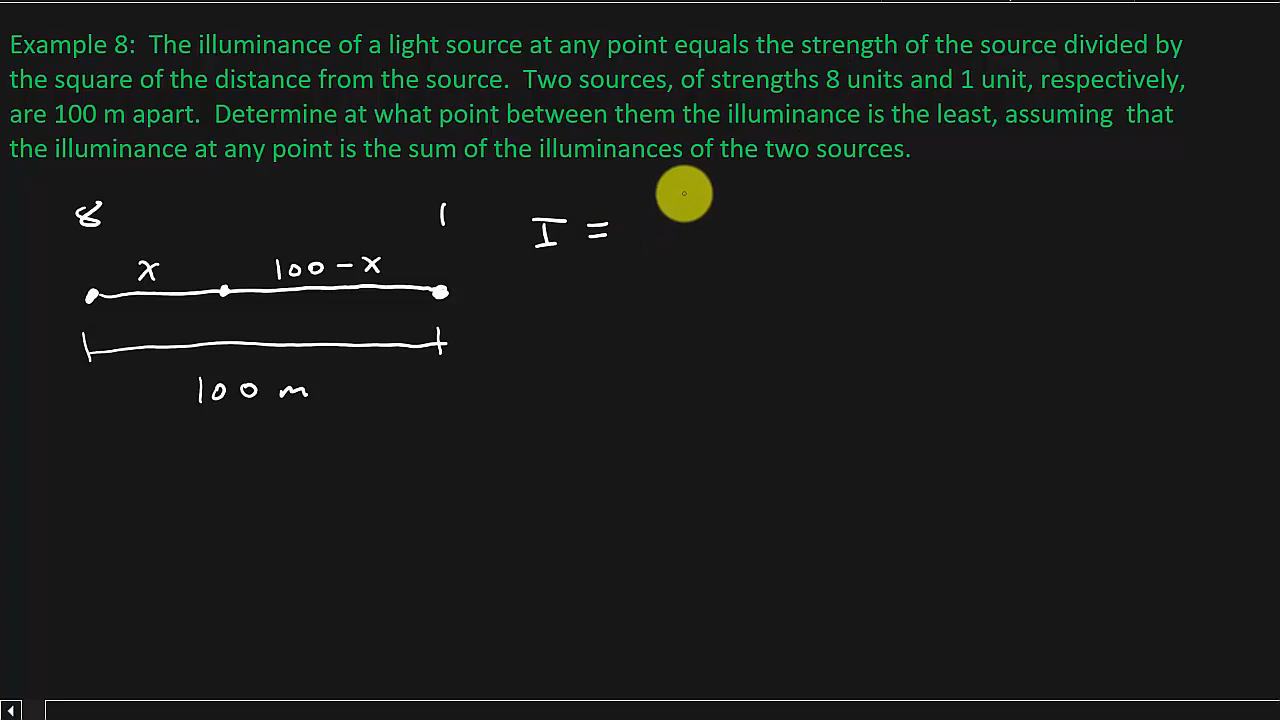 Example 8:  The illuminance of a light source at any point equals the strength of the source divided by
the square of the distance from the source.  Two sources, of strengths 8 units and 1 unit, respectively,
are 100 m apart.  Determine at what point between them the illuminance is the least, assuming  that
the illuminance at any point is the sum of the illuminances of the two sources.
8 1 I =
x 100 - x
100 m